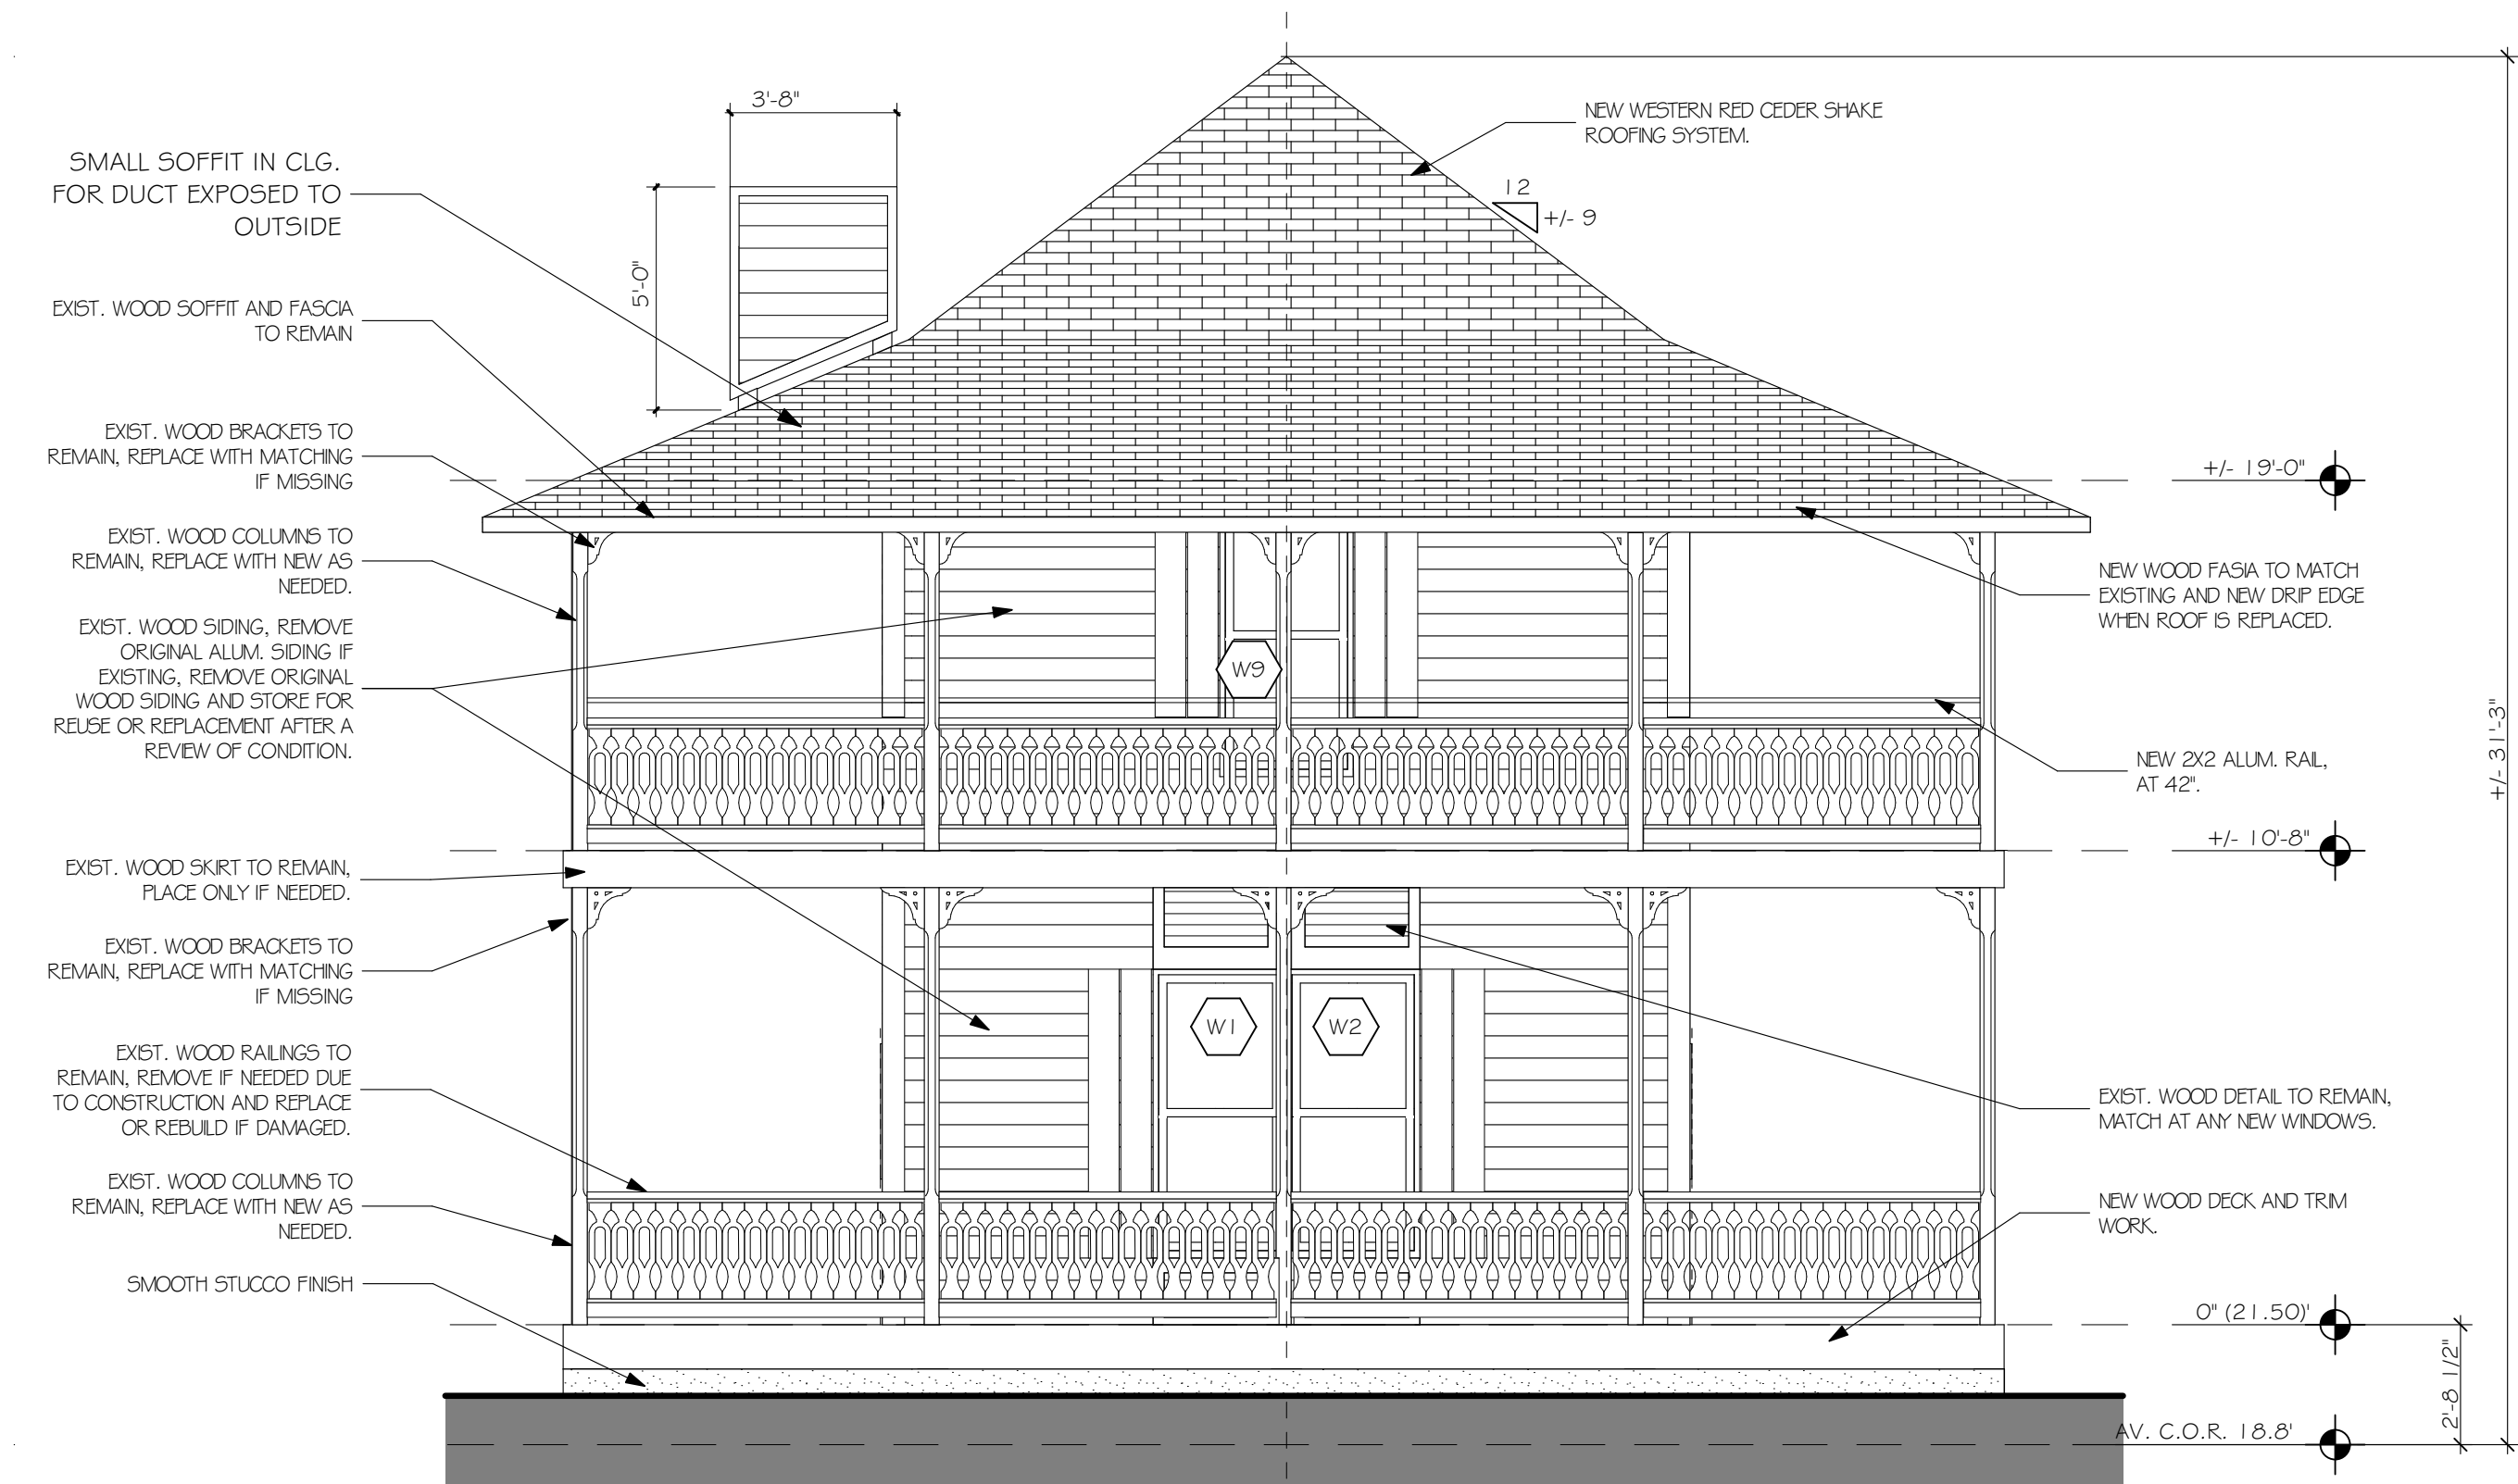 3'-8"
5'-0"
SMALL SOFFIT IN CLG.
FOR DUCT EXPOSED TO
OUTSIDE
EXIST. WOOD SOFFIT AND FASCIA
TO REMAIN
EXIST. WOOD BRACKETS TO
REMAIN, REPLACE WITH MATCHING
IF MISSING
EXIST. WOOD COLUMNS TO
REMAIN, REPLACE WITH NEW AS
NEEDED.
EXIST. WOOD SIDING, REMOVE
ORIGINAL ALUM. SIDING IF
EXISTING, REMOVE ORIGINAL
WOOD SIDING AND STORE FOR
REUSE OR REPLACEMENT AFTER A
REVIEW OF CONDITION.
EXIST. WOOD SKIRT TO REMAIN,
PLACE ONLY IF NEEDED.
EXIST. WOOD BRACKETS TO
REMAIN, REPLACE WITH MATCHING
IF MISSING
EXIST. WOOD RAILINGS TO
REMAIN, REMOVE IF NEEDED DUE
TO CONSTRUCTION AND REPLACE
OR REBUILD IF DAMAGED.
EXIST. WOOD COLUMNS TO
REMAIN, REPLACE WITH NEW AS
NEEDED.
SMOOTH STUCCO FINISH
W9
W1
W2
NEW WESTERN RED CEDER SHAKE
ROOFING SYSTEM.
12
+/- 9
+/- 19'-0"
NEW WOOD FASIA TO MATCH
EXISTING AND NEW DRIP EDGE
WHEN ROOF IS REPLACED.
NEW 2X2 ALUM. RAIL,
AT 42".
+/- 10'-8"
EXIST. WOOD DETAIL TO REMAIN,
MATCH AT ANY NEW WINDOWS.
NEW WOOD DECK AND TRIM
WORK.
0" (21.50)'
AV. C.O.R. 18.8'
2'-8 1/2"
+/- 31'-3"